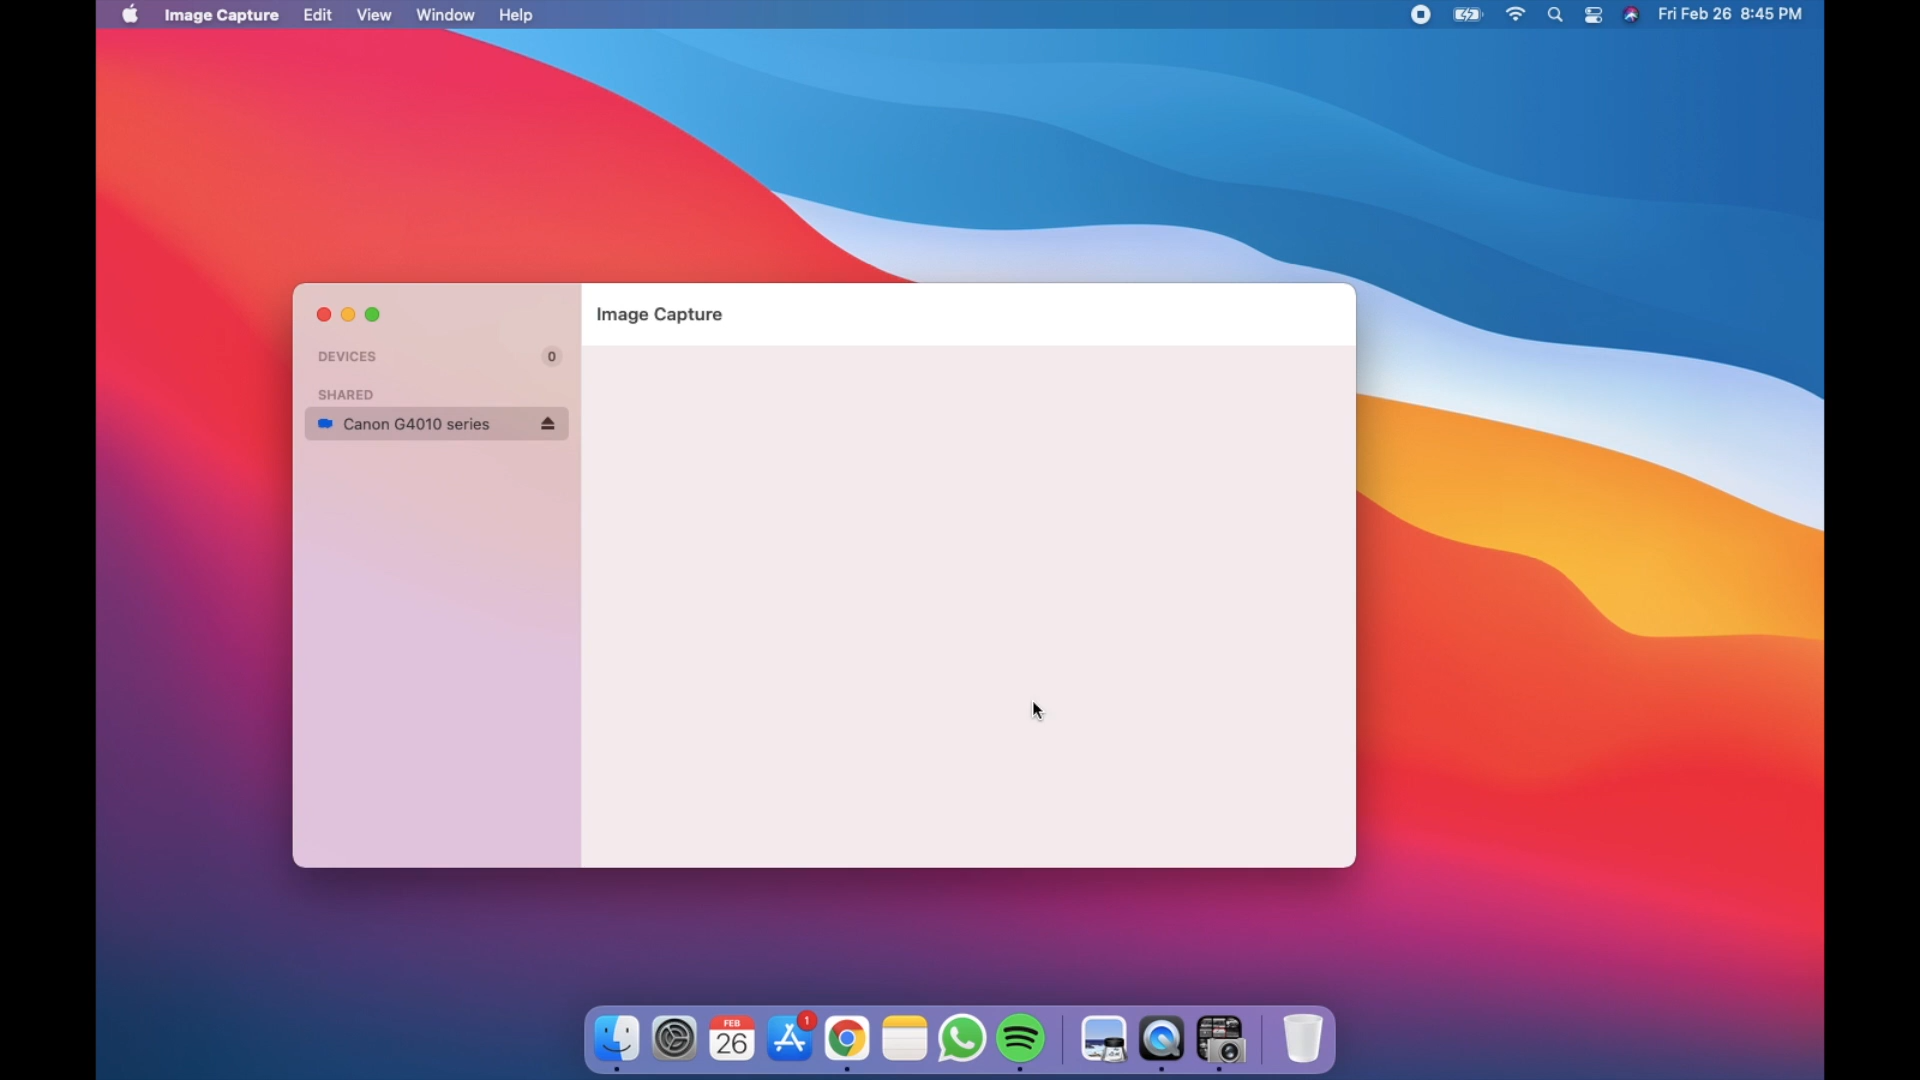 Image Capture Edit View Window Help Fri Feb 26 8:45 PM
Image Capture
DEVICES 0
SHARED
Canon G4010 series
1
FEB
26